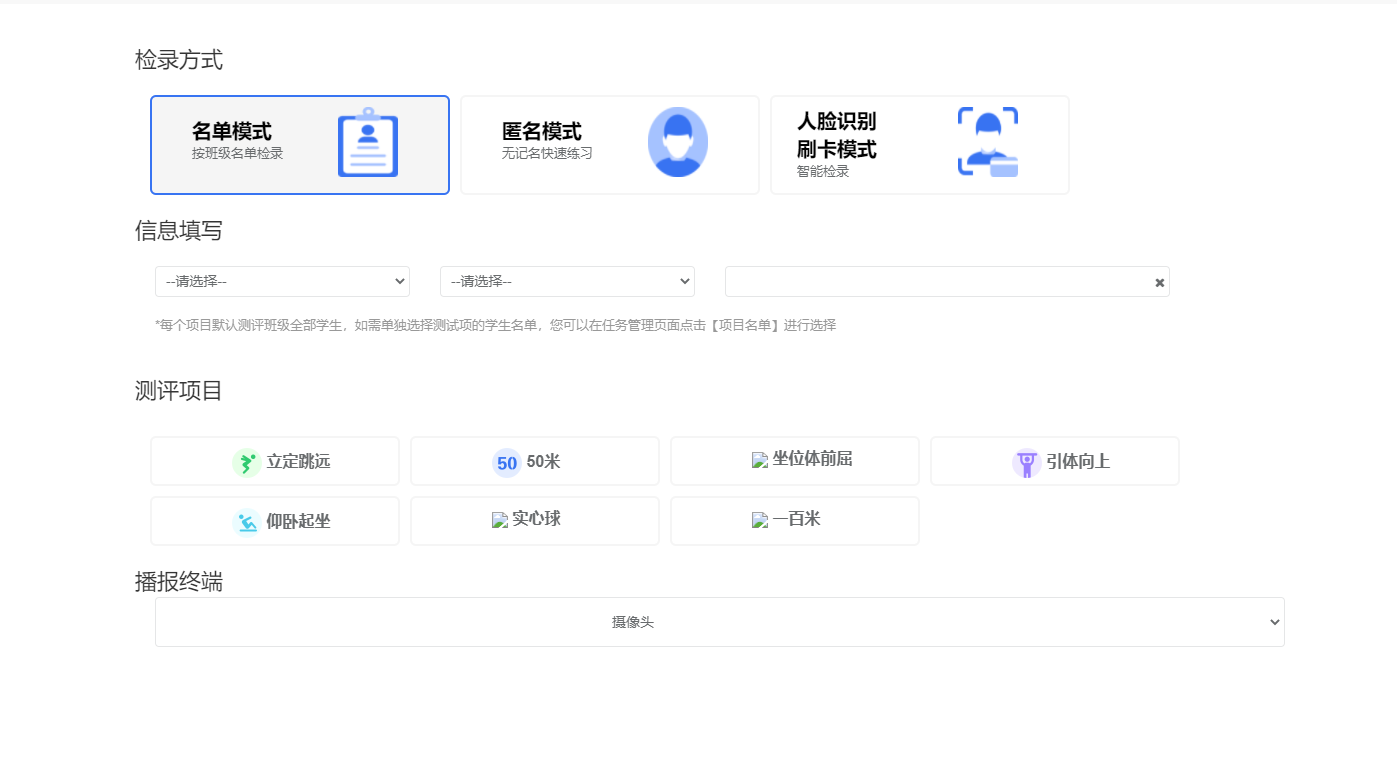 检录方式
名单模式
按班级名单检录
匿名模式
无记名快速练习
人脸识别
刷卡模式
智能检录
信息填写
--请选择--
--请选择--
*每个项目默认测评班级全部学生，如需单独选择测试项的学生名单，您可以在任务管理页面点击【项目名单】进行选择
测评项目
立定跳远
50 50米
坐位体前屈
引体向上
仰卧起坐
实心球
一百米
播报终端
摄像头